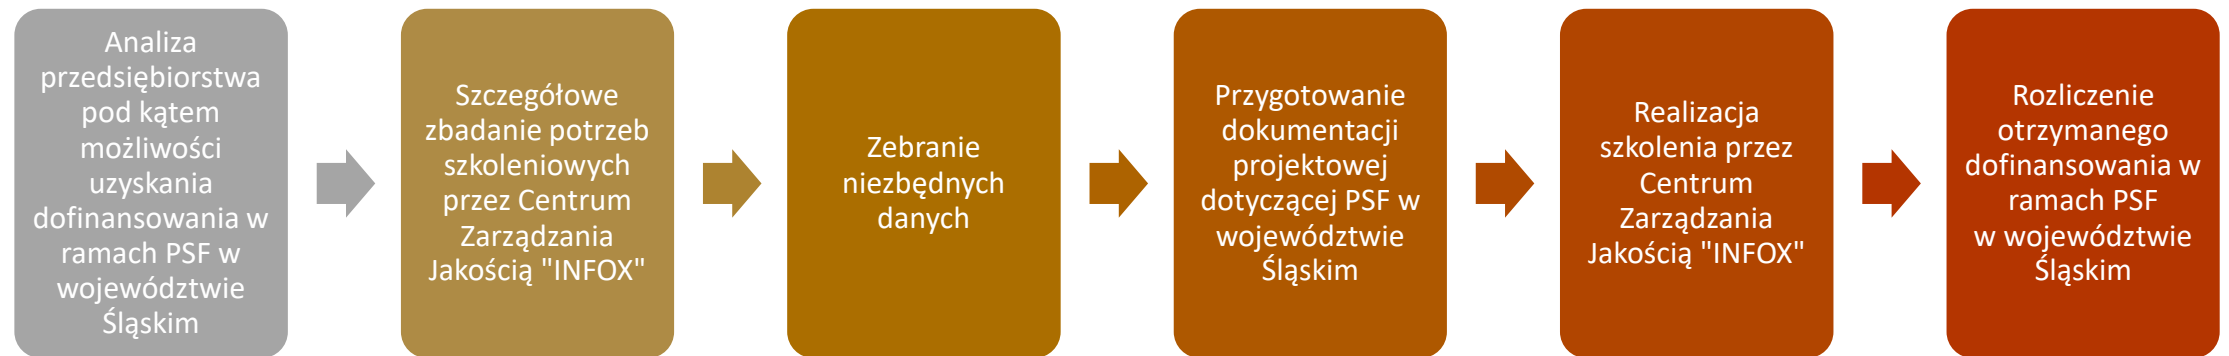 Analiza
przedsiębiorstwa
pod kątem
możliwości
uzyskania
dofinansowania w
ramach PSF w
województwie
Śląskim
Szczegółowe
zbadanie potrzeb
szkoleniowych
przez Centrum
Zarządzania
Jakością "INFOX"
Zebranie
niezbędnych
danych
Przygotowanie
dokumentacji
projektowej
dotyczącej PSF w
województwie
Śląskim
Realizacja
szkolenia przez
Centrum
Zarządzania
Jakością "INFOX"
Rozliczenie
otrzymanego
dofinansowania w
ramach PSF
w województwie
Śląskim